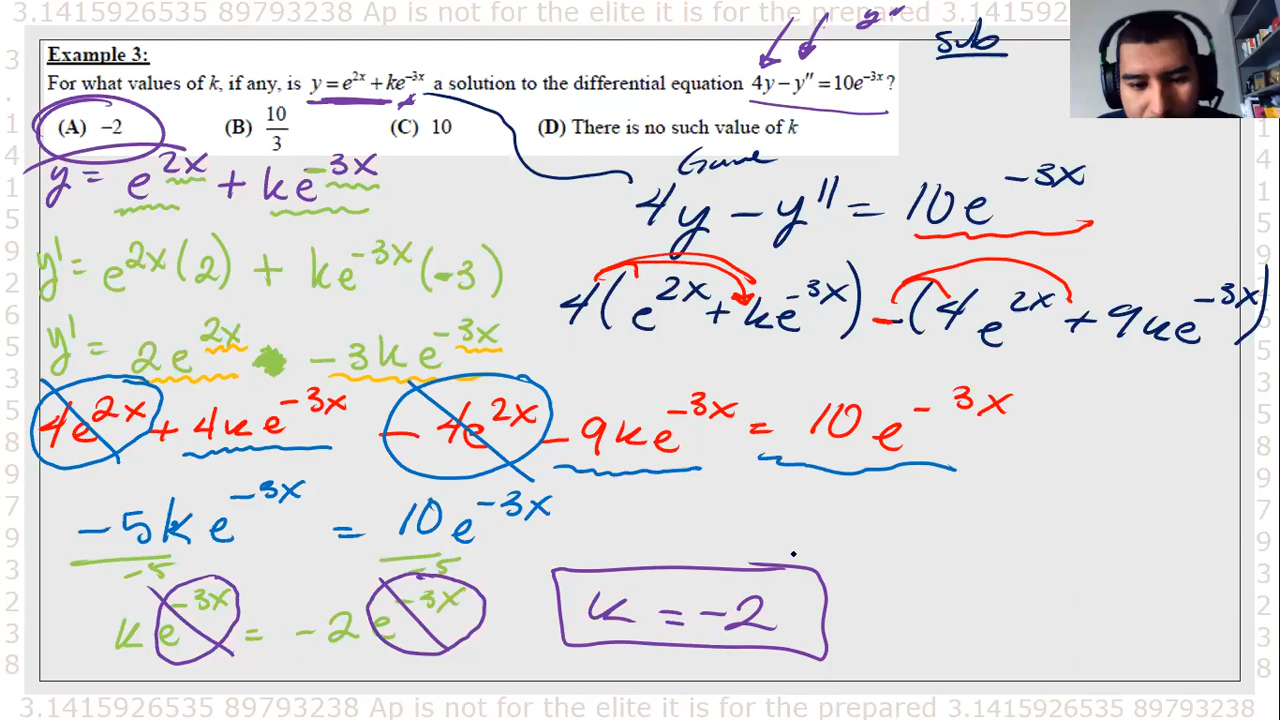 3.1415926535 89793238 Ap is not for the elite it is for the prepared 3.1415926535 89793238
Example 3:
For what values of k, if any, is y = e^{2x} + ke^{-3x} a solution to the differential equation 4y - y'' = 10e^{-3x}?
(A) -2 (B) 10/3 (C) 10 (D) There is no such value of k
y''
sub
y = e^{2x} + ke^{-3x}
y' = e^{2x}(2) + ke^{-3x}(-3)
y' = 2e^{2x} - 3ke^{-3x}
4y - y'' = 10e^{-3x}
4(e^{2x} + ke^{-3x}) - (4e^{2x} + 9ke^{-3x})
4e^{2x} + 4ke^{-3x} - 4e^{2x} - 9ke^{-3x} = 10e^{-3x}
-5ke^{-3x} = 10e^{-3x}
-5 -5
ke^{-3x} = -2e^{-3x}
k = -2
3.1415926535 89793238 Ap is not for the elite it is for the prepared 3.1415926535 89793238